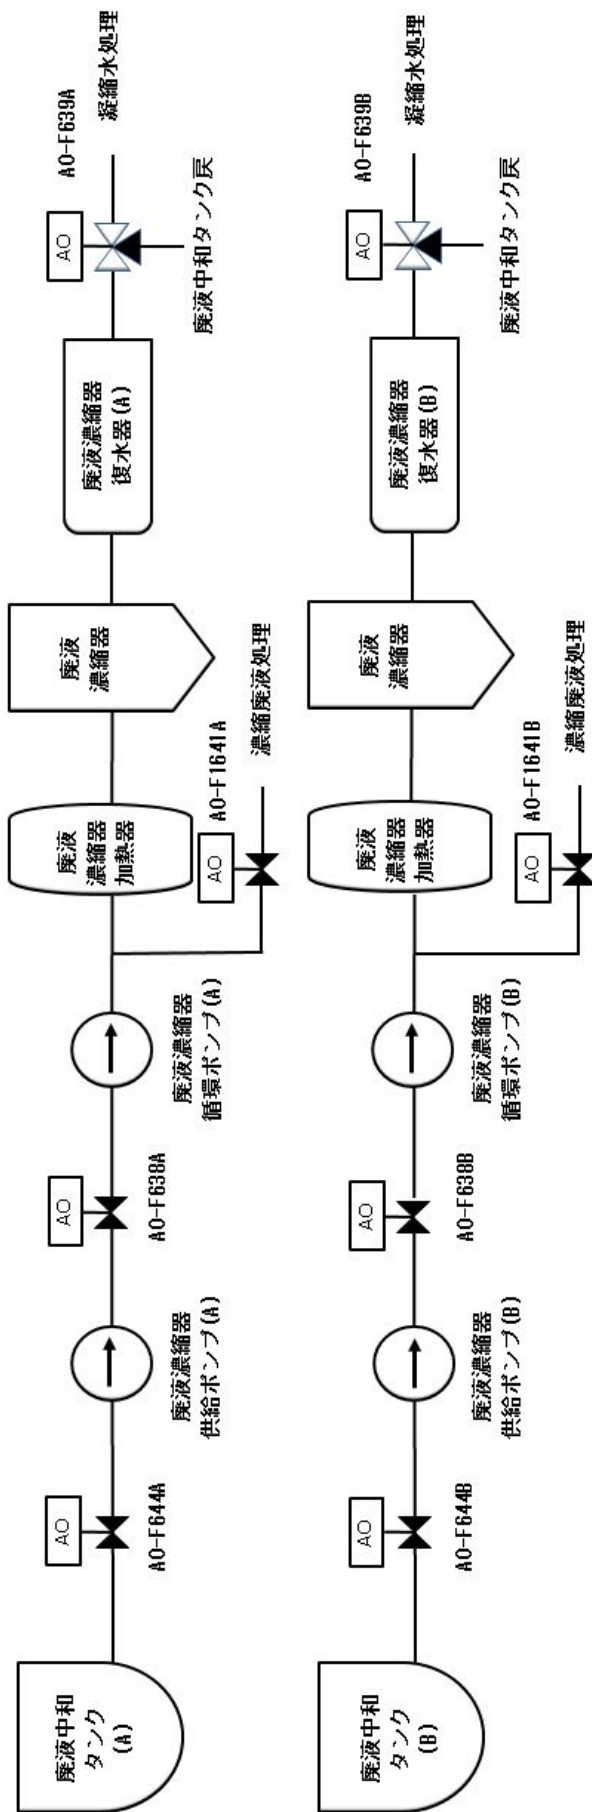 廃液中和
タンク
(A)
AO
AO-F644A
廃液濃縮器
供給ポンプ(A)
AO
AO-F638A
廃液濃縮器
循環ポンプ(A)
廃液
濃縮器
加熱器
AO
AO-F1641A
濃縮廃液処理
廃液
濃縮器
廃液濃縮器
復水器(A)
AO
AO-F639A
凝縮水処理
廃液中和タンク戻
廃液中和
タンク
(B)
AO
AO-F644B
廃液濃縮器
供給ポンプ(B)
AO
AO-F638B
廃液濃縮器
循環ポンプ(B)
廃液
濃縮器
加熱器
AO
AO-F1641B
濃縮廃液処理
廃液
濃縮器
廃液濃縮器
復水器(B)
AO
AO-F639B
凝縮水処理
廃液中和タンク戻